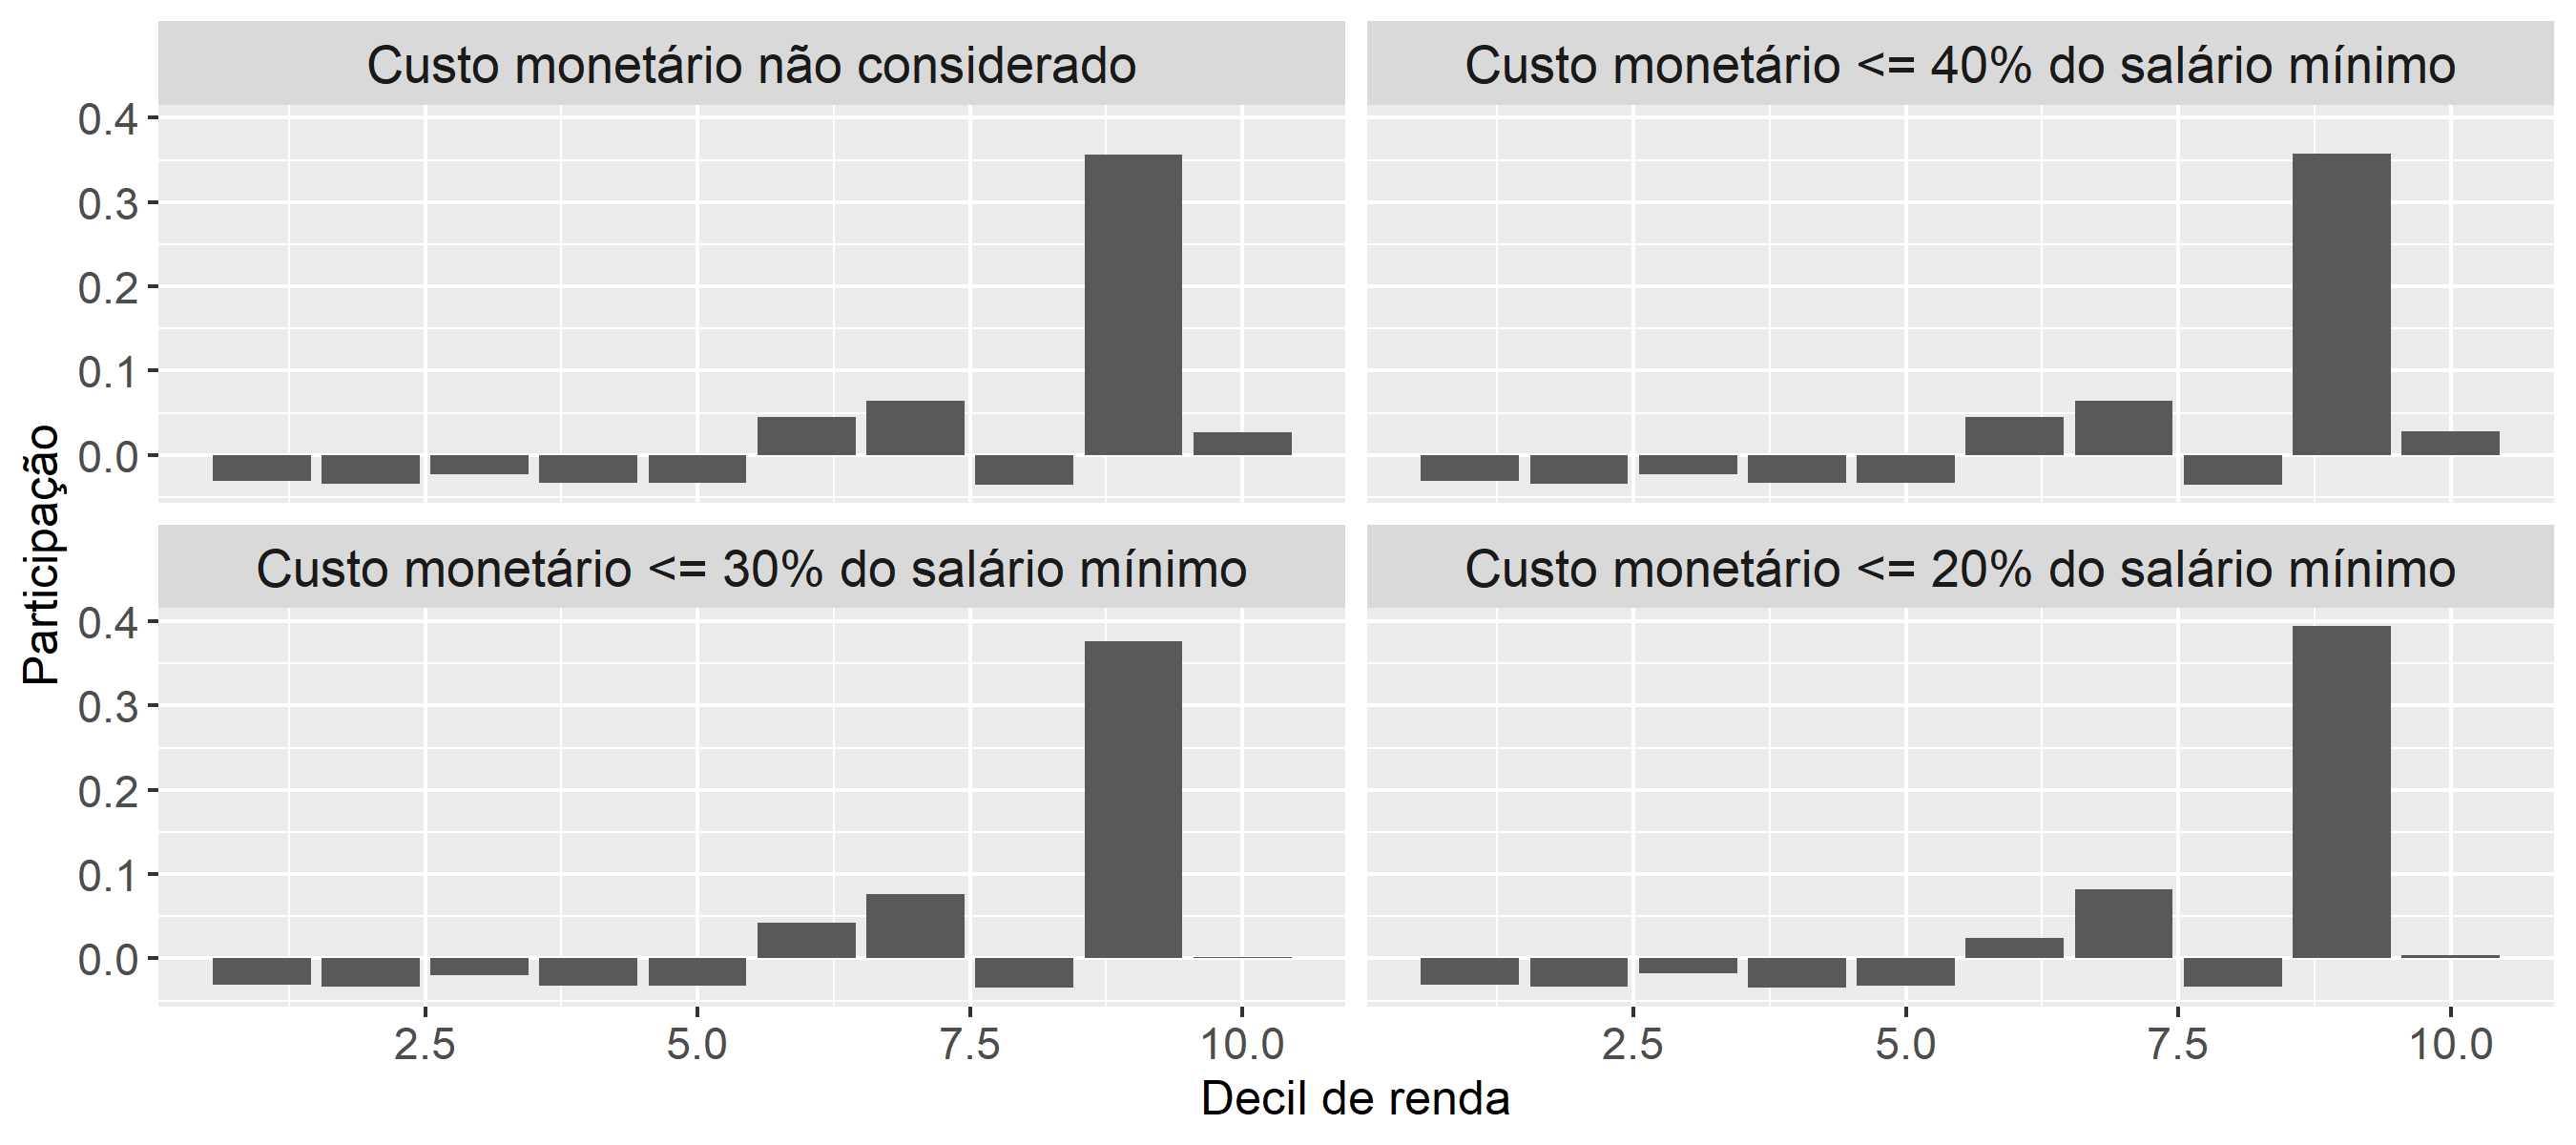 Custo monetário não considerado
Custo monetário <= 40% do salário mínimo
0.4
0.3
0.2
0.1
0.0
Custo monetário <= 30% do salário mínimo
Custo monetário <= 20% do salário mínimo
0.4
0.3
0.2
0.1
0.0
Participação
2.5 5.0 7.5 10.0
2.5 5.0 7.5 10.0
Decil de renda